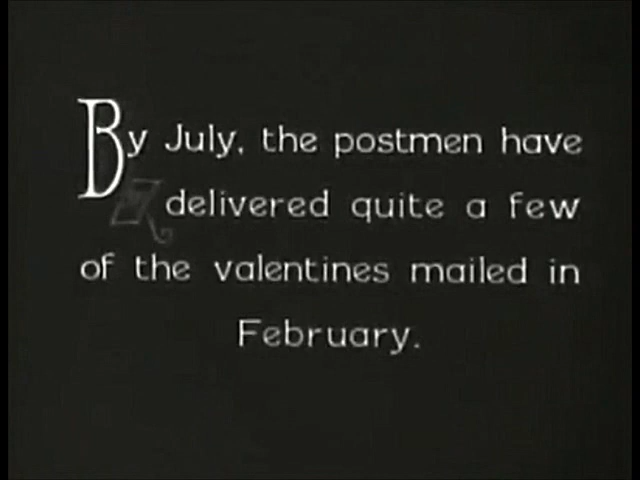 By July, the postmen have
delivered quite a few
of the valentines mailed in
February.